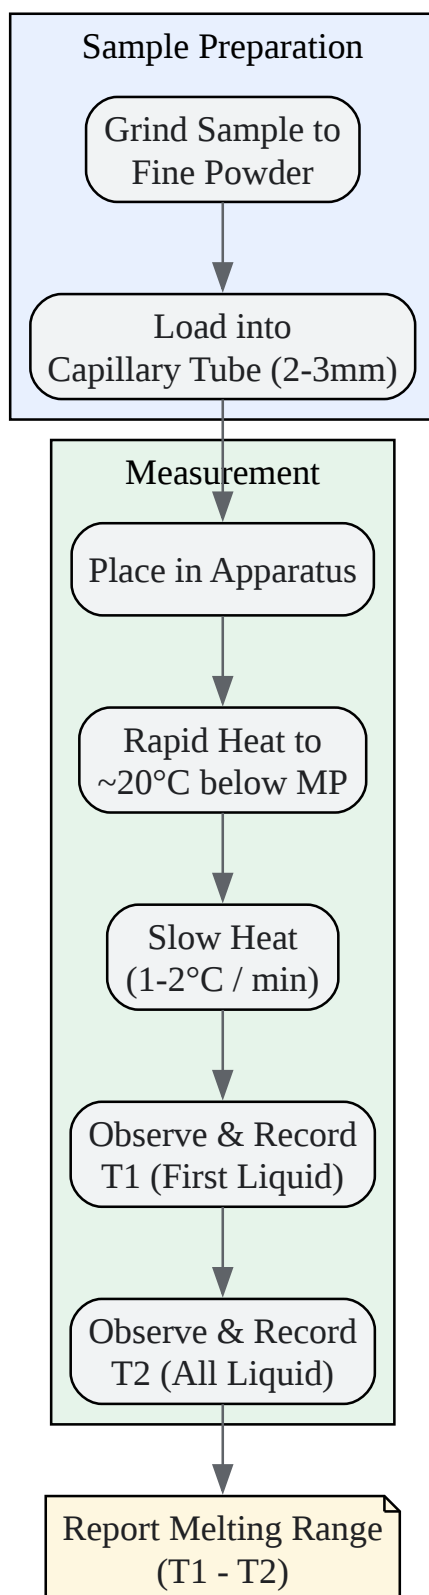 Sample Preparation
Grind Sample to
Fine Powder
Load into
Capillary Tube (2-3mm)
Measurement
Place in Apparatus
Rapid Heat to
~20°C below MP
Slow Heat
(1-2°C / min)
Observe & Record
T1 (First Liquid)
Observe & Record
T2 (All Liquid)
Report Melting Range
(T1 - T2)